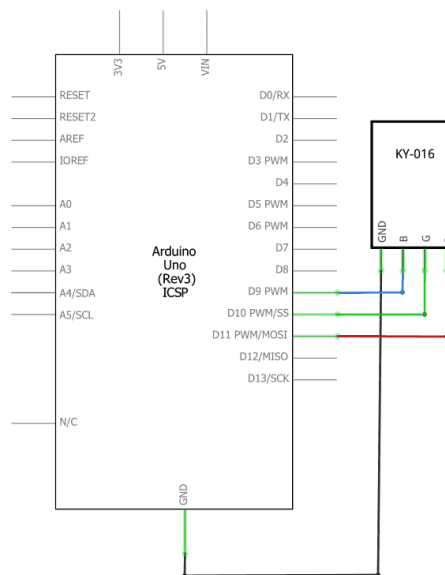 3V3
5V
VIN
RESET
RESET2
AREF
IOREF
A0
A1
A2
A3
A4/SDA
A5/SCL
N/C
Arduino
Uno
(Rev3)
ICSP
D0/RX
D1/TX
D2
D3 PWM
D4
D5 PWM
D6 PWM
D7
D8
D9 PWM
D10 PWM/SS
D11 PWM/MOSI
D12/MISO
D13/SCK
GND
KY-016
GND
B
G